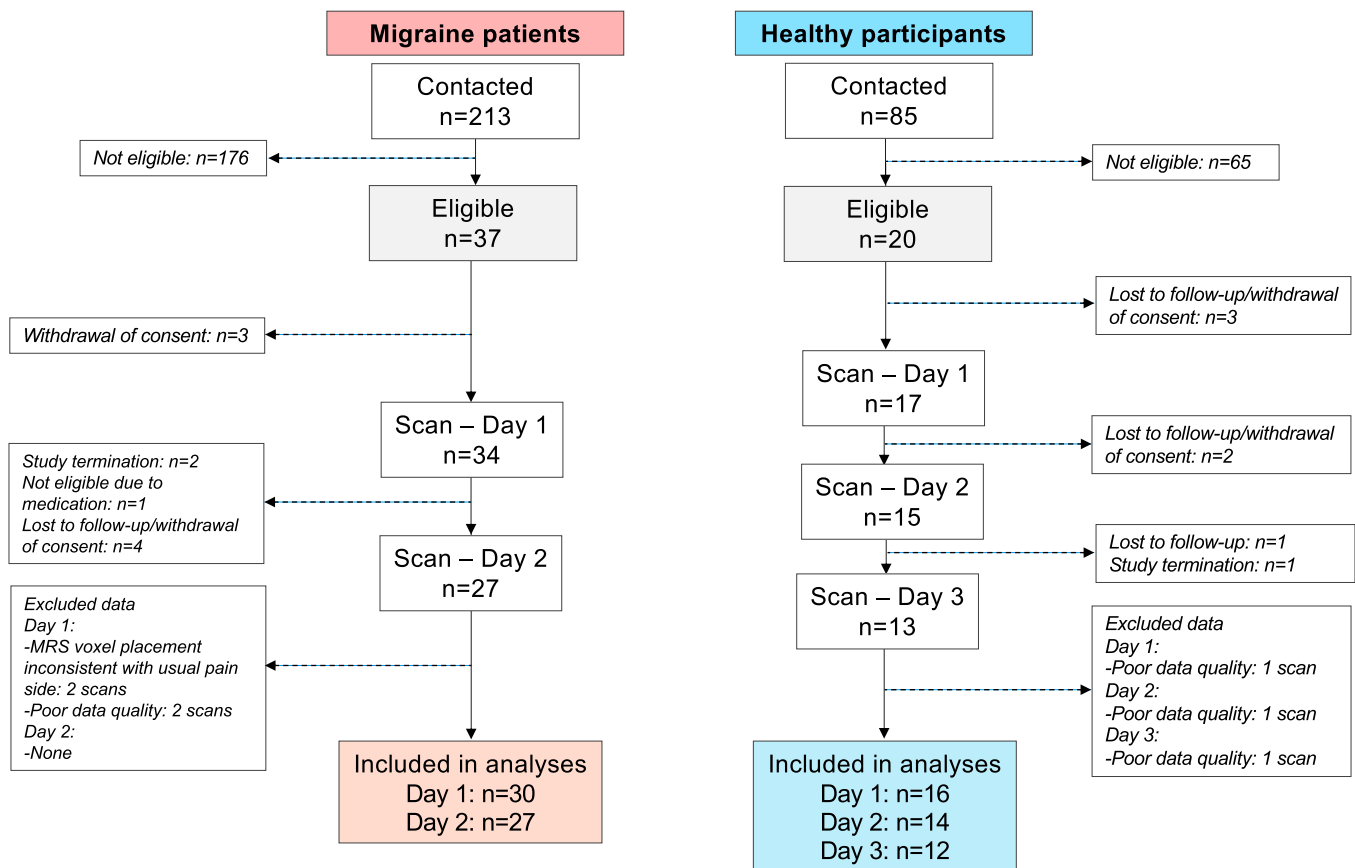 Migraine patients
Contacted
n=213
Not eligible: n=176
Eligible
n=37
Withdrawal of consent: n=3
Scan – Day 1
n=34
Study termination: n=2
Not eligible due to
medication: n=1
Lost to follow-up/withdrawal
of consent: n=4
Scan – Day 2
n=27
Excluded data
Day 1:
-MRS voxel placement
inconsistent with usual pain
side: 2 scans
-Poor data quality: 2 scans
Day 2:
-None
Included in analyses
Day 1: n=30
Day 2: n=27
Healthy participants
Contacted
n=85
Not eligible: n=65
Eligible
n=20
Lost to follow-up/withdrawal
of consent: n=3
Scan – Day 1
n=17
Lost to follow-up/withdrawal
of consent: n=2
Scan – Day 2
n=15
Lost to follow-up: n=1
Study termination: n=1
Scan – Day 3
n=13
Excluded data
Day 1:
-Poor data quality: 1 scan
Day 2:
-Poor data quality: 1 scan
Day 3:
-Poor data quality: 1 scan
Included in analyses
Day 1: n=16
Day 2: n=14
Day 3: n=12